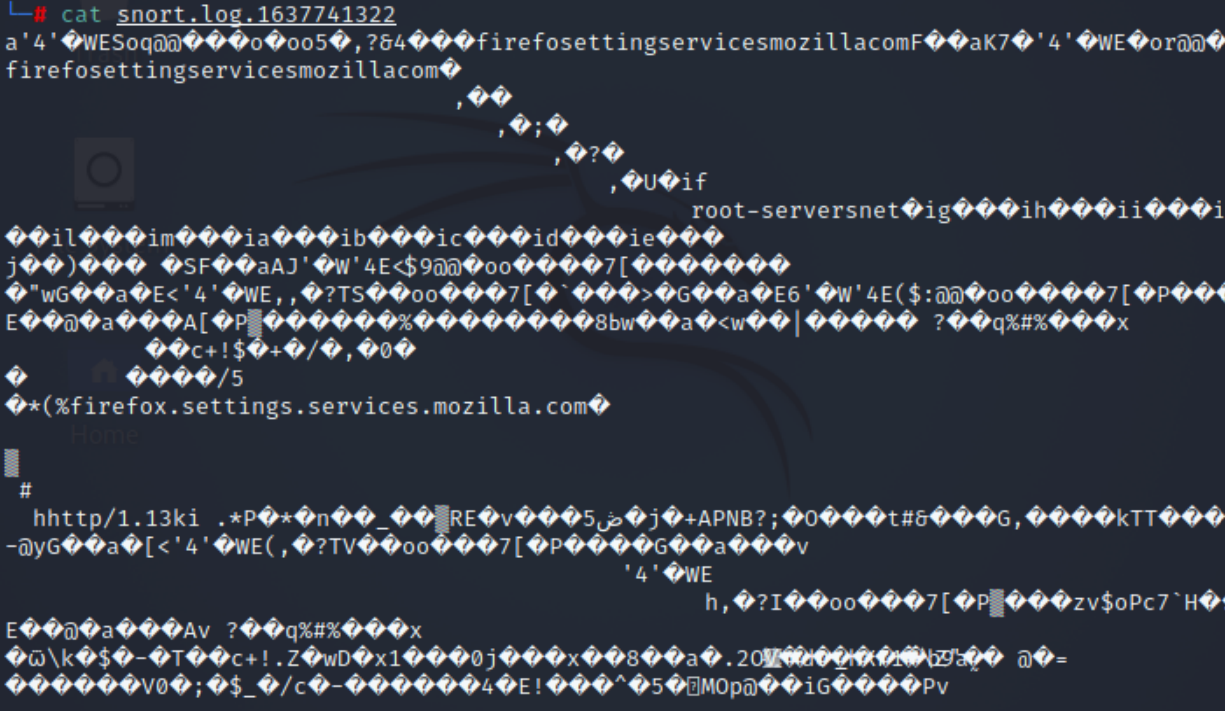 └─# cat snort.log.1637741322
a'4'�WESoq@@���o�oo5�,?&4���firefosettingservicesmozillacomF��aK7�'4'�WE�or@@�
firefosettingservicesmozillacom�
,��
,�;�
,�?�
,�U�if
root-serversnet�ig���ih���ii���i
��il���im���ia���ib���ic���id���ie���
j��)��� �SF��aAJ'�W'4E<$9@@�oo����7[�������
�"wG��a�E<'4'�WE,,�?TS��oo���7[�`���>�G��a�E6'�W'4E($:@@�oo����7[�P���
E��@�a���A[�P▒������%��������8bw��a�<w��|����� ?��q%#%���x
��c+!$�+�/�,�0�
� ����/5
�*(%firefox.settings.services.mozilla.com�
▒
#
hhttp/1.13ki .*P�*�n��_��▒RE�v���5ض�j�+APNB?;�O���t#&���G,����kTT���
-@yG��a�[<'4'�WE(,�?TV��oo���7[�P����G��a���v
'4'�WE
h,�?I��oo���7[�P▒���zv$oPc7`H�
E��@�a���Av ?��q%#%���x
�ѿ\k�$�-�T��c+!.Z�wD�x1���0j���x��8��a�.2O @�=
������V0�;�$_�/c�-������4�E!���^�5�MOp@��iG����Pv
Home